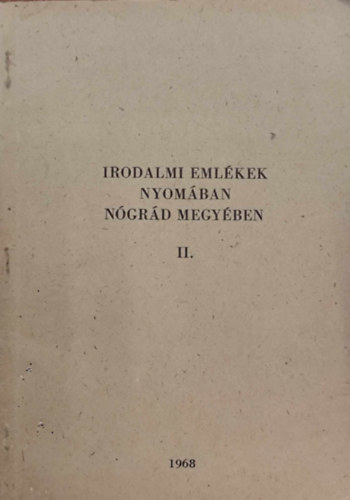 IRODALMI EMLÉKEK
NYOMÁBAN
NÓGRÁD MEGYÉBEN
II.
1968